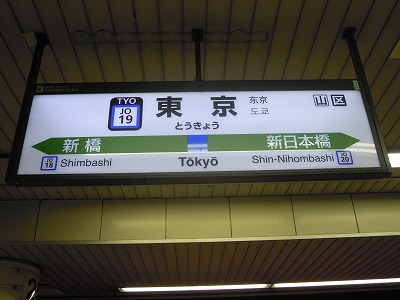 TYO
JO
19
東京
とうきょう
东京
도쿄
山 区
新橋
Shimbashi
JO
18
Tōkyō
新日本橋
Shin-Nihombashi
JO
20